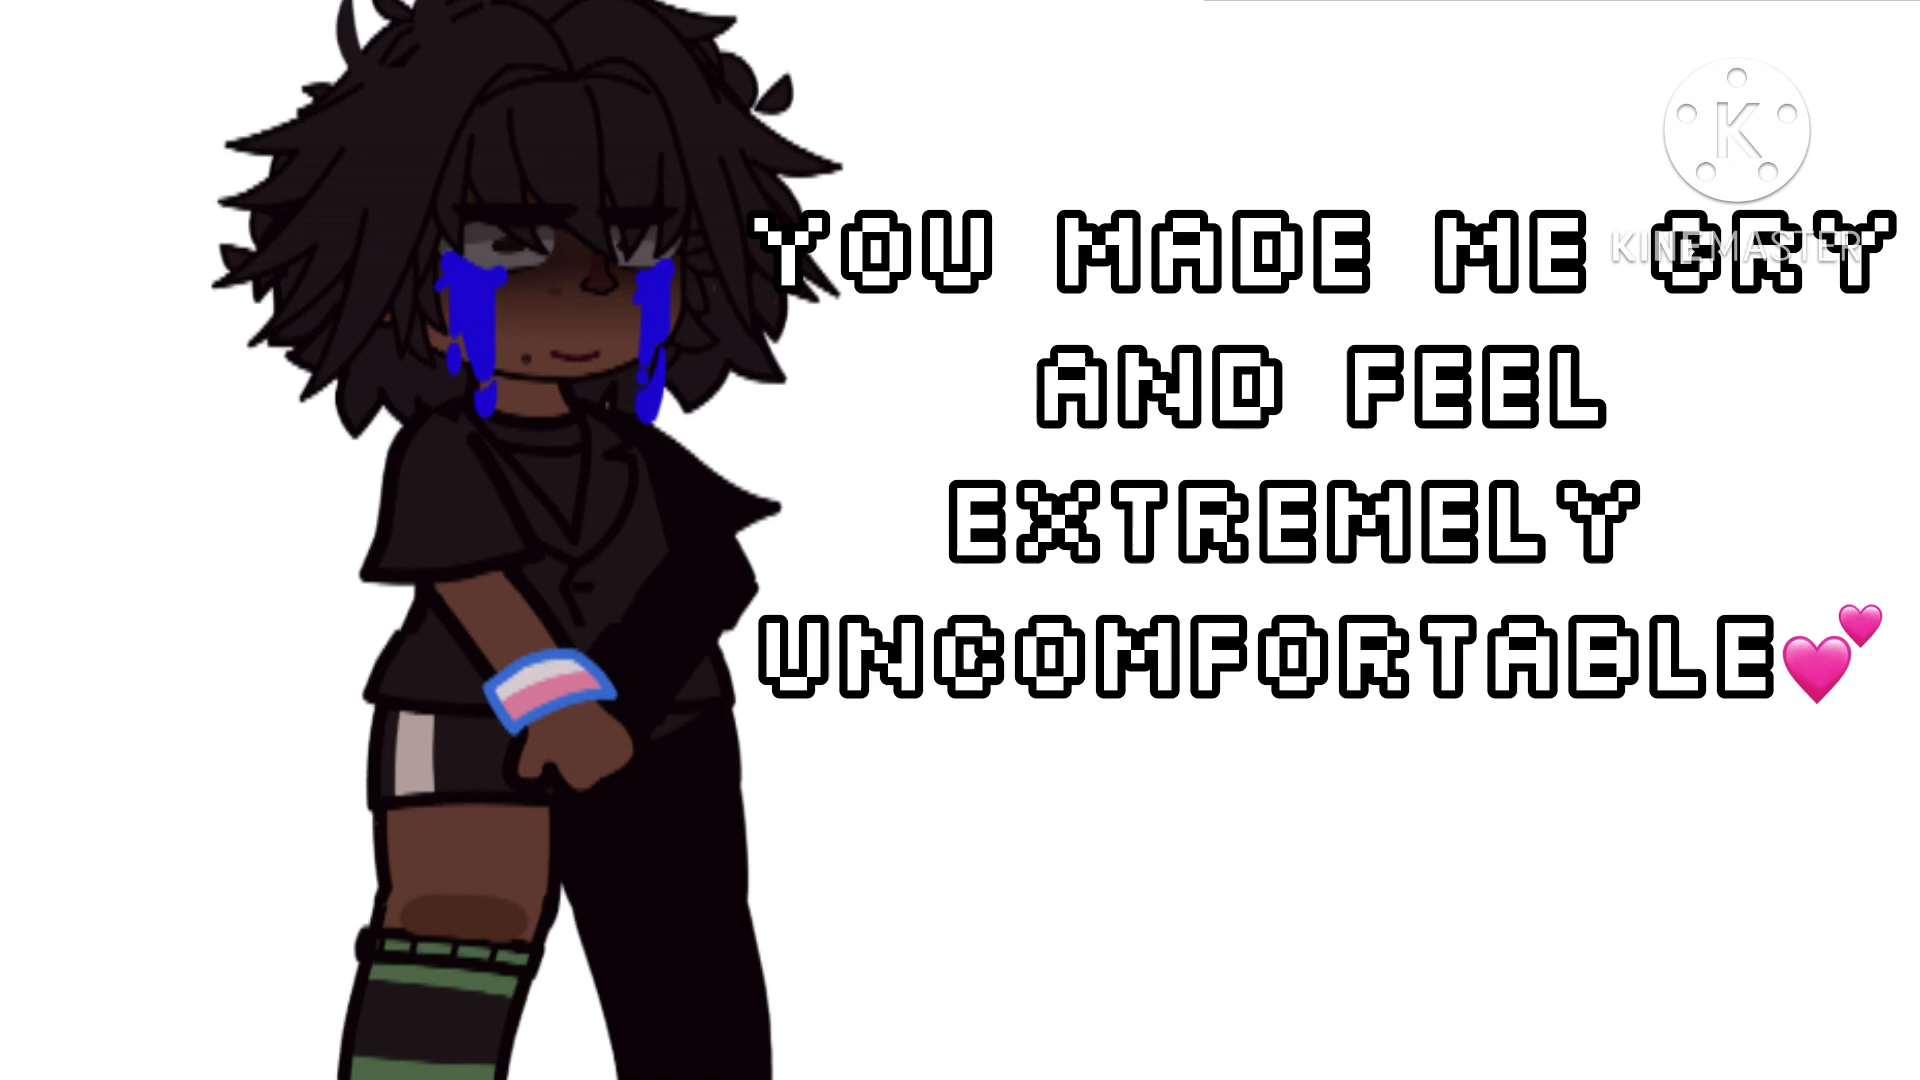 K
KINEMASTER
YOU MADE ME CRY
AND FEEL
EXTREMELY
UNCOMFORTABLE💕